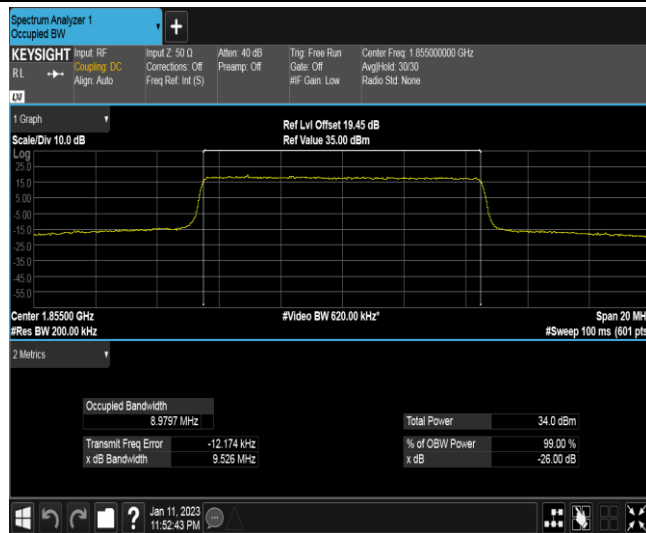 Spectrum Analyzer 1
Occupied BW
+
KEYSIGHT Input: RF Input Z: 50 Ω Atten: 40 dB Trig: Free Run Center Freq: 1.855000000 GHz
RL Coupling: DC Corrections: Off Preamp: Off Gate: Off Avg|Hold: 30/30
Align: Auto Freq Ref: Int (S) #IF Gain: Low Radio Std: None
LXI
1 Graph
Ref Lvl Offset 19.45 dB
Scale/Div 10.0 dB Ref Value 35.00 dBm
Log
25.0
15.0
5.00
-5.00
-15.0
-25.0
-35.0
-45.0
-55.0
Center 1.85500 GHz #Video BW 620.00 kHz* Span 20 MH
#Res BW 200.00 kHz #Sweep 100 ms (601 pts
2 Metrics
Occupied Bandwidth
8.9797 MHz Total Power 34.0 dBm
Transmit Freq Error -12.174 kHz % of OBW Power 99.00 %
x dB Bandwidth 9.526 MHz x dB -26.00 dB
? Jan 11, 2023
11:52:43 PM